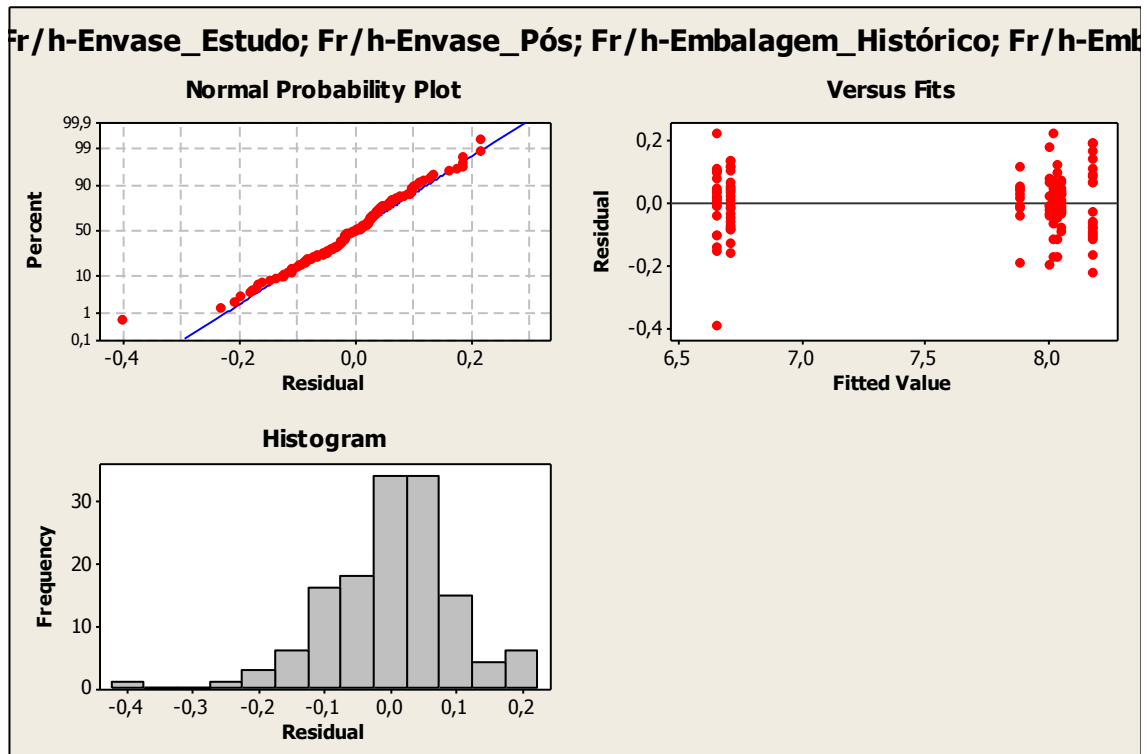 Fr/h-Envase_Estudo; Fr/h-Envase_Pós; Fr/h-Embalagem_Histórico; Fr/h-Emb
Normal Probability Plot
99,9
99
90
50
10
1
0,1
Percent
-0,4 -0,2 0,0 0,2
Residual
Versus Fits
0,2
0,0
-0,2
-0,4
Residual
6,5 7,0 7,5 8,0
Fitted Value
Histogram
30
20
10
0
Frequency
-0,4 -0,3 -0,2 -0,1 0,0 0,1 0,2
Residual